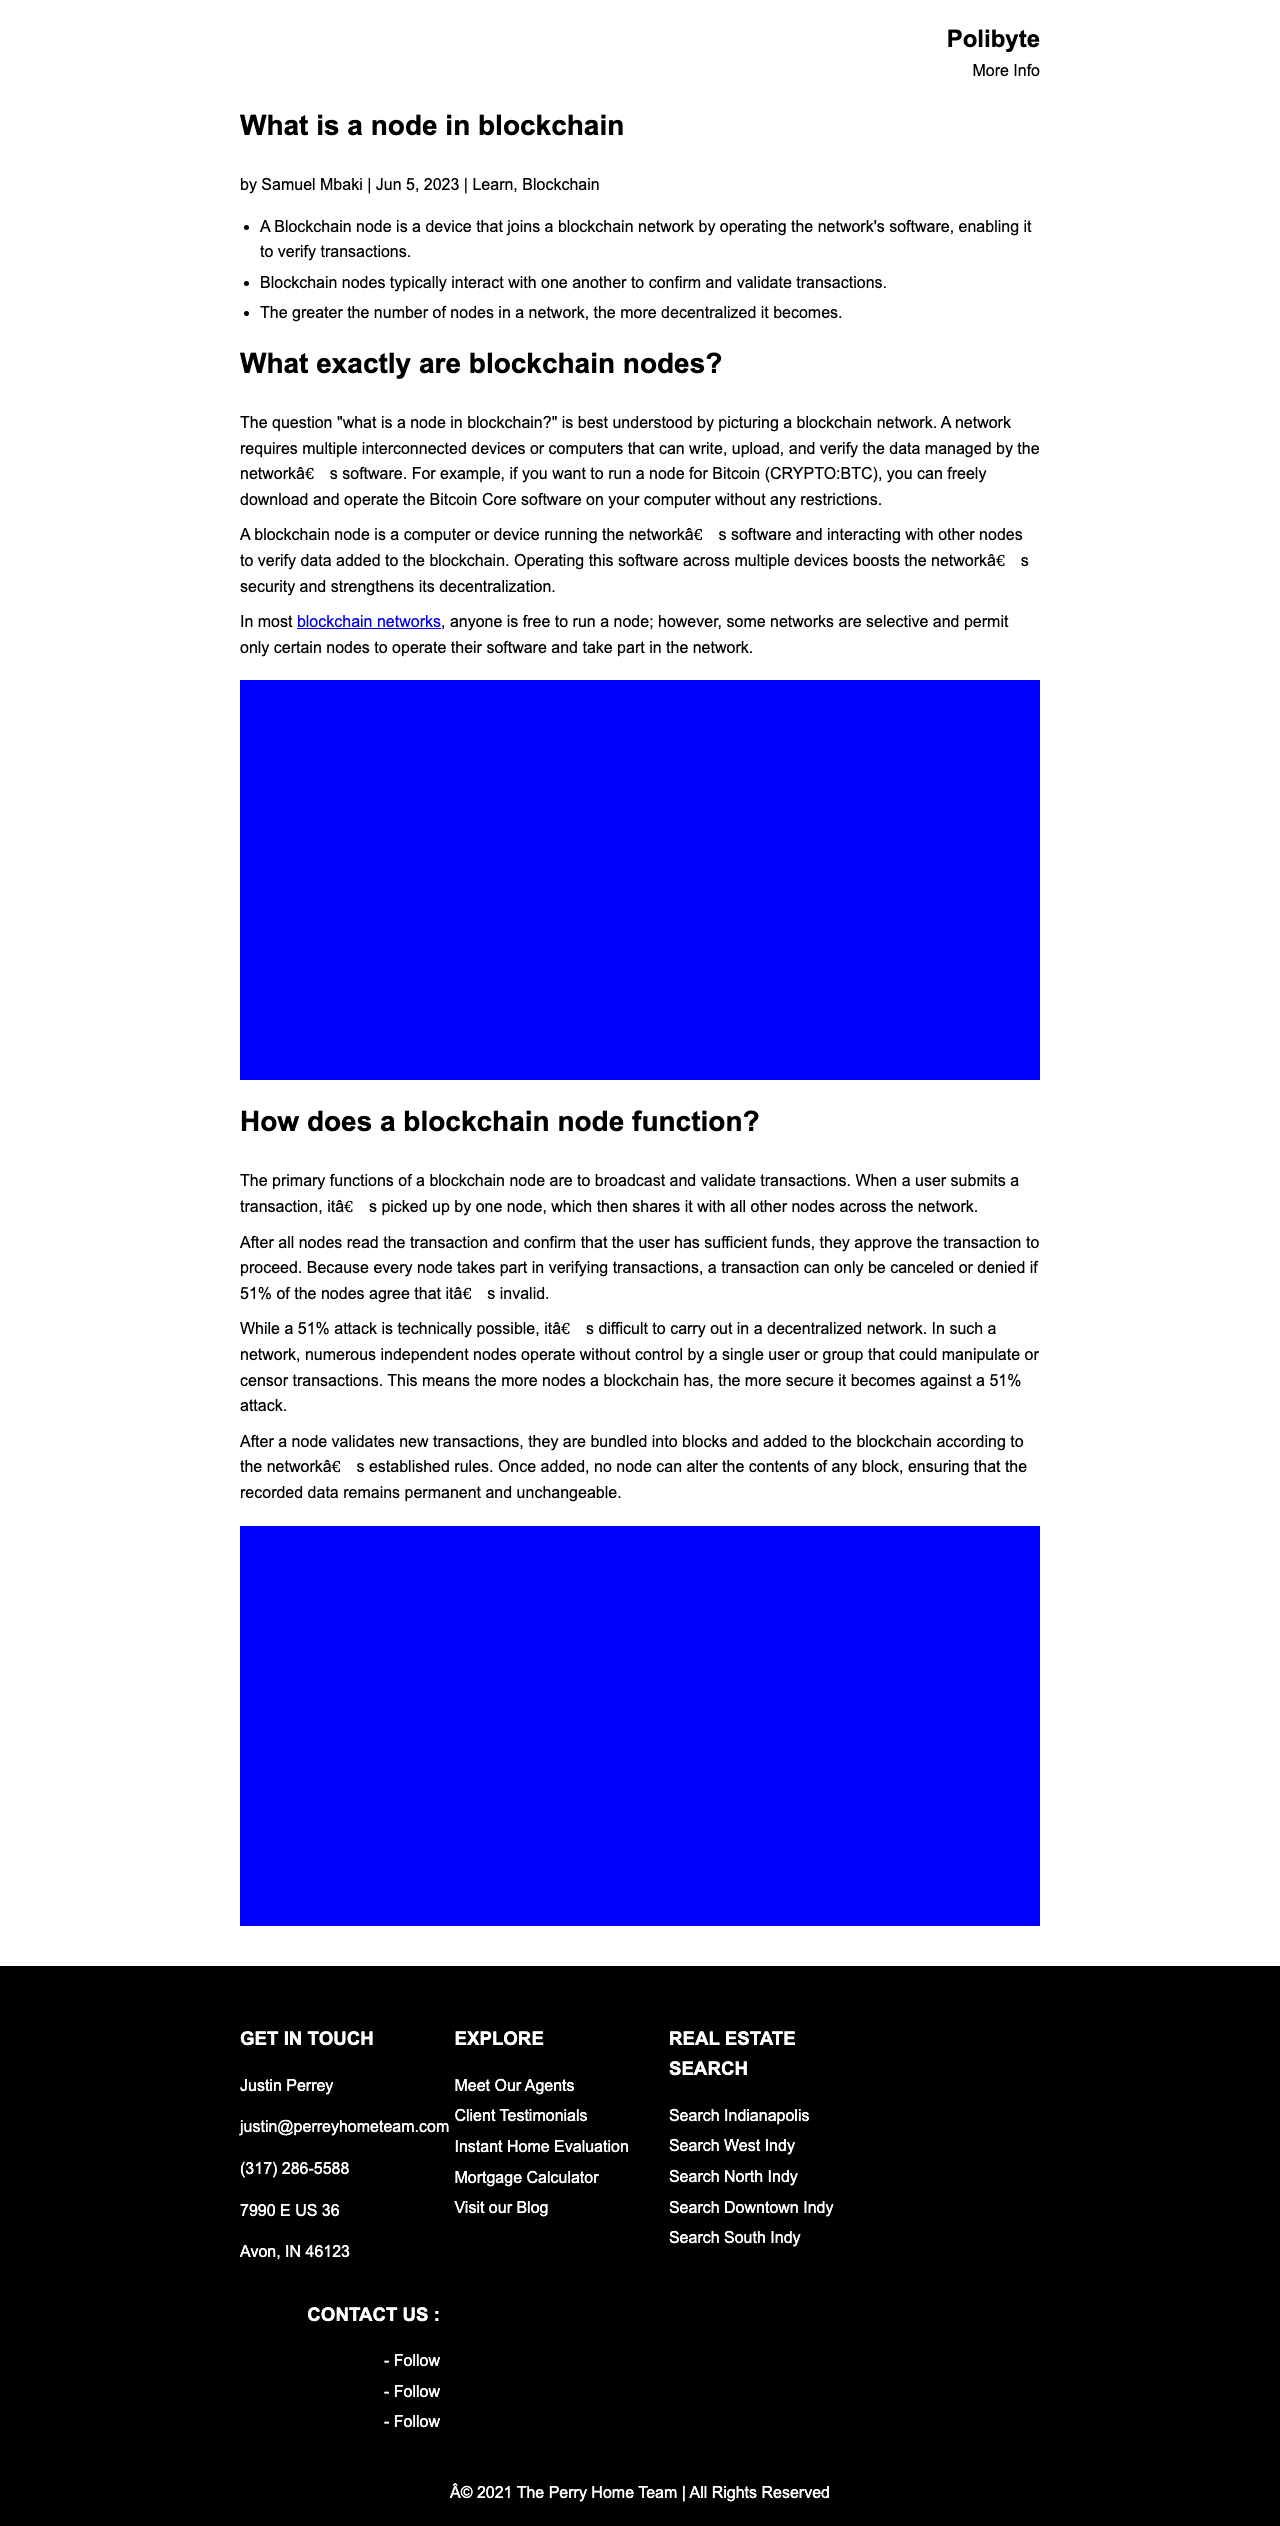 Polibyte
More Info
What is a node in blockchain
by Samuel Mbaki | Jun 5, 2023 | Learn, Blockchain
• A Blockchain node is a device that joins a blockchain network by operating the network's software, enabling it
to verify transactions.
• Blockchain nodes typically interact with one another to confirm and validate transactions.
• The greater the number of nodes in a network, the more decentralized it becomes.
What exactly are blockchain nodes?
The question "what is a node in blockchain?" is best understood by picturing a blockchain network. A network
requires multiple interconnected devices or computers that can write, upload, and verify the data managed by the
networkâ€ s software. For example, if you want to run a node for Bitcoin (CRYPTO:BTC), you can freely
download and operate the Bitcoin Core software on your computer without any restrictions.
A blockchain node is a computer or device running the networkâ€ s software and interacting with other nodes
to verify data added to the blockchain. Operating this software across multiple devices boosts the networkâ€ s
security and strengthens its decentralization.
In most blockchain networks, anyone is free to run a node; however, some networks are selective and permit
only certain nodes to operate their software and take part in the network.
How does a blockchain node function?
The primary functions of a blockchain node are to broadcast and validate transactions. When a user submits a
transaction, itâ€ s picked up by one node, which then shares it with all other nodes across the network.
After all nodes read the transaction and confirm that the user has sufficient funds, they approve the transaction to
proceed. Because every node takes part in verifying transactions, a transaction can only be canceled or denied if
51% of the nodes agree that itâ€ s invalid.
While a 51% attack is technically possible, itâ€ s difficult to carry out in a decentralized network. In such a
network, numerous independent nodes operate without control by a single user or group that could manipulate or
censor transactions. This means the more nodes a blockchain has, the more secure it becomes against a 51%
attack.
After a node validates new transactions, they are bundled into blocks and added to the blockchain according to
the networkâ€ s established rules. Once added, no node can alter the contents of any block, ensuring that the
recorded data remains permanent and unchangeable.
GET IN TOUCH
Justin Perrey
justin@perreyhometeam.com
(317) 286-5588
7990 E US 36
Avon, IN 46123
EXPLORE
Meet Our Agents
Client Testimonials
Instant Home Evaluation
Mortgage Calculator
Visit our Blog
REAL ESTATE
SEARCH
Search Indianapolis
Search West Indy
Search North Indy
Search Downtown Indy
Search South Indy
CONTACT US :
- Follow
- Follow
- Follow
Â© 2021 The Perry Home Team | All Rights Reserved